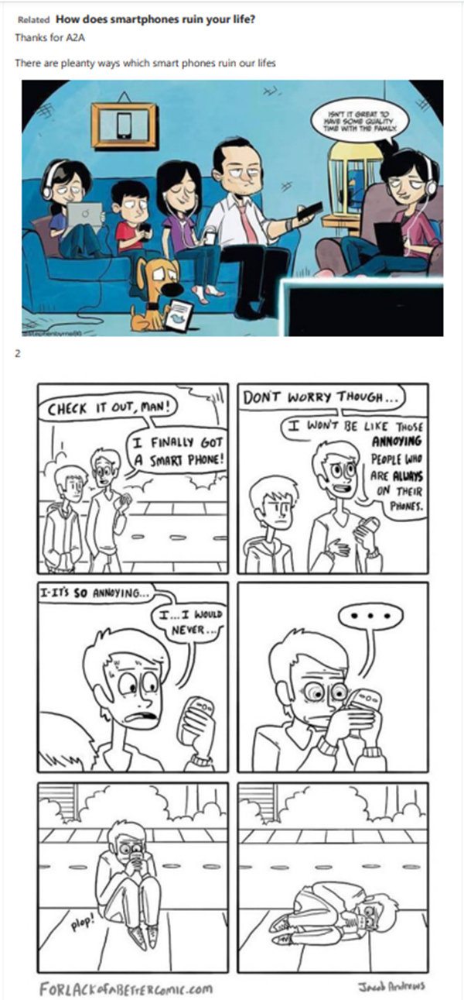 Related How does smartphones ruin your life?
Thanks for A2A
There are pleanty ways which smart phones ruin our lifes
ISN'T IT GREAT TO
HAVE SOME QUALITY
TIME WITH THE FAMILY
2
CHECK IT OUT, MAN!
I FINALLY GOT
A SMART PHONE!
DON'T WORRY THOUGH...
I WON'T BE LIKE THOSE
ANNOYING
PEOPLE WHO
ARE ALWAYS
ON THEIR
PHONES.
I-IT'S SO ANNOYING...
I...I WOULD
NEVER...
...
plop!
FORLACKOFABETTERCOMIC.COM
Jacob Andrews